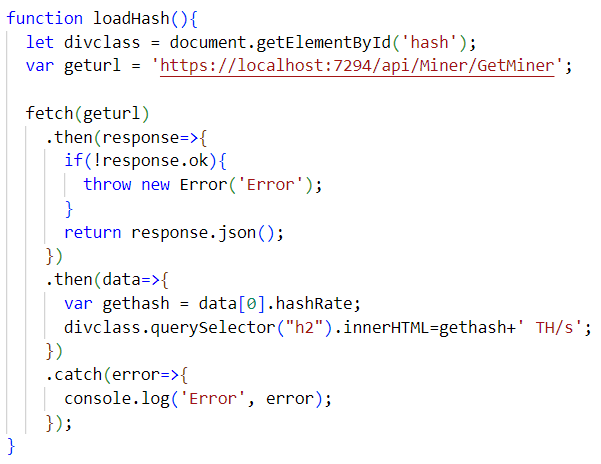 function loadHash(){
  let divclass = document.getElementById('hash');
  var geturl = 'https://localhost:7294/api/Miner/GetMiner';

  fetch(geturl)
    .then(response=>{
      if(!response.ok){
        throw new Error('Error');
      }
      return response.json();
    })
    .then(data=>{
      var gethash = data[0].hashRate;
      divclass.querySelector("h2").innerHTML=gethash+' TH/s';
    })
    .catch(error=>{
      console.log('Error', error);
    });
}